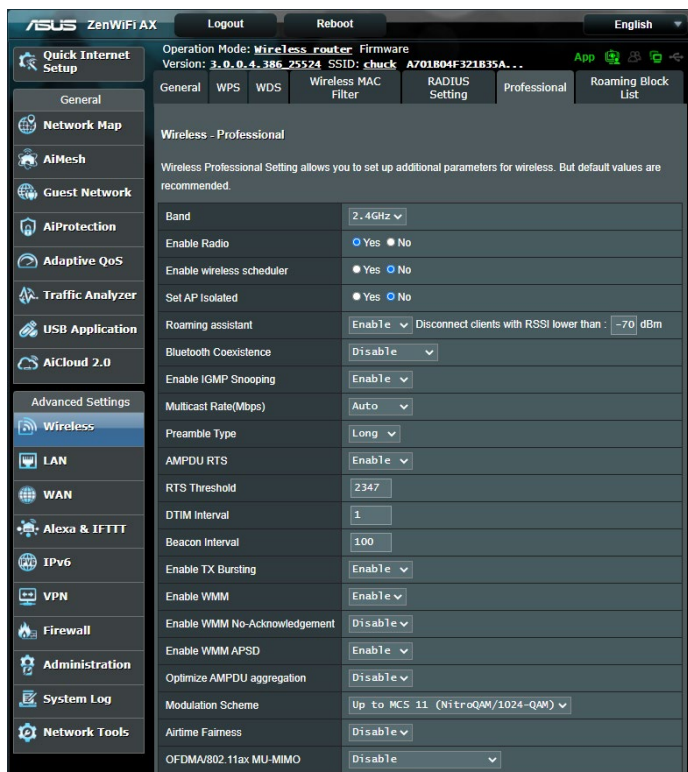 ASUS ZenWiFi AX Logout Reboot English
Quick Internet Setup
Operation Mode: Wireless router Firmware
Version: 3.0.0.4.386_25524 SSID: chuck A701B04F321B35A... App
General WPS WDS Wireless MAC Filter RADIUS Setting Professional Roaming Block List
General
Network Map
AiMesh
Guest Network
AiProtection
Adaptive QoS
Traffic Analyzer
USB Application
AiCloud 2.0
Advanced Settings
Wireless
LAN
WAN
Alexa & IFTTT
IPv6
VPN
Firewall
Administration
System Log
Network Tools
Wireless - Professional
Wireless Professional Setting allows you to set up additional parameters for wireless. But default values are
recommended.
Band 2.4GHz
Enable Radio Yes No
Enable wireless scheduler Yes No
Set AP Isolated Yes No
Roaming assistant Enable Disconnect clients with RSSI lower than : -70 dBm
Bluetooth Coexistence Disable
Enable IGMP Snooping Enable
Multicast Rate(Mbps) Auto
Preamble Type Long
AMPDU RTS Enable
RTS Threshold 2347
DTIM Interval 1
Beacon Interval 100
Enable TX Bursting Enable
Enable WMM Enable
Enable WMM No-Acknowledgement Disable
Enable WMM APSD Enable
Optimize AMPDU aggregation Disable
Modulation Scheme Up to MCS 11 (NitroQAM/1024-QAM)
Airtime Fairness Disable
OFDMA/802.11ax MU-MIMO Disable